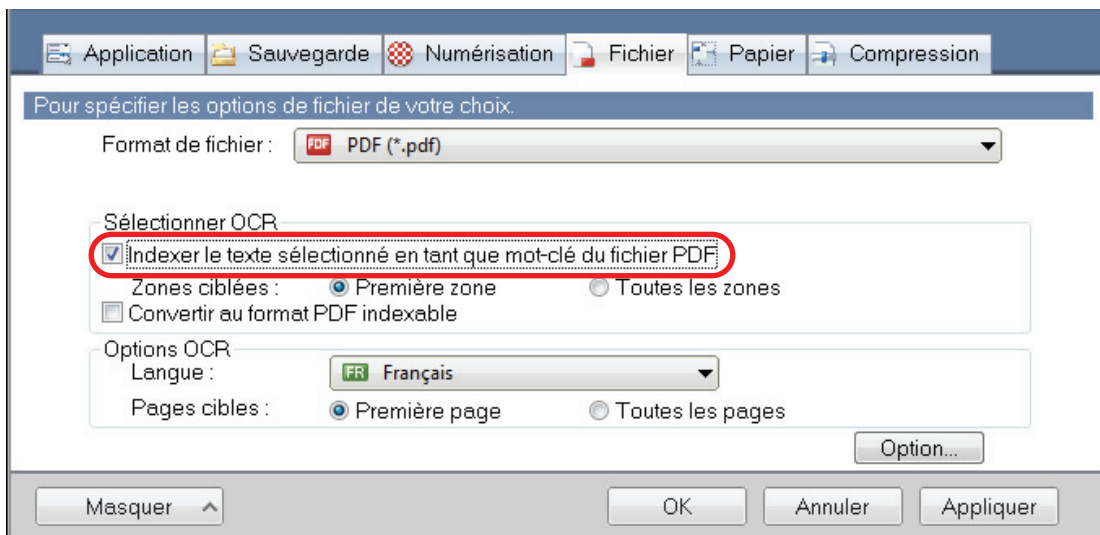 Application Sauvegarde Numérisation Fichier Papier Compression
Pour spécifier les options de fichier de votre choix.
Format de fichier : PDF PDF (*.pdf)
Sélectionner OCR
Indexer le texte sélectionné en tant que mot-clé du fichier PDF
Zones ciblées : Première zone Toutes les zones
Convertir au format PDF indexable
Options OCR
Langue : FR Français
Pages cibles : Première page Toutes les pages
Option...
Masquer OK Annuler Appliquer